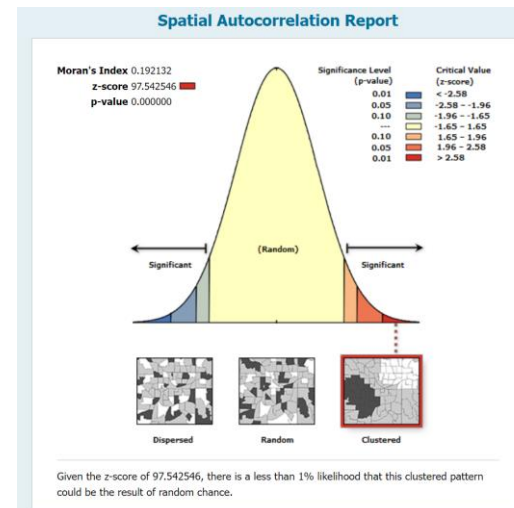 Spatial Autocorrelation Report
Moran's Index 0.192132
z-score 97.542546
p-value 0.000000
Significance Level Critical Value
(p-value) (z-score)
0.01 < -2.58
0.05 -2.58 – -1.96
0.10 -1.96 – -1.65
--- -1.65 – 1.65
0.10 1.65 – 1.96
0.05 1.96 – 2.58
0.01 > 2.58
(Random)
Significant Significant
Dispersed Random Clustered
Given the z-score of 97.542546, there is a less than 1% likelihood that this clustered pattern
could be the result of random chance.